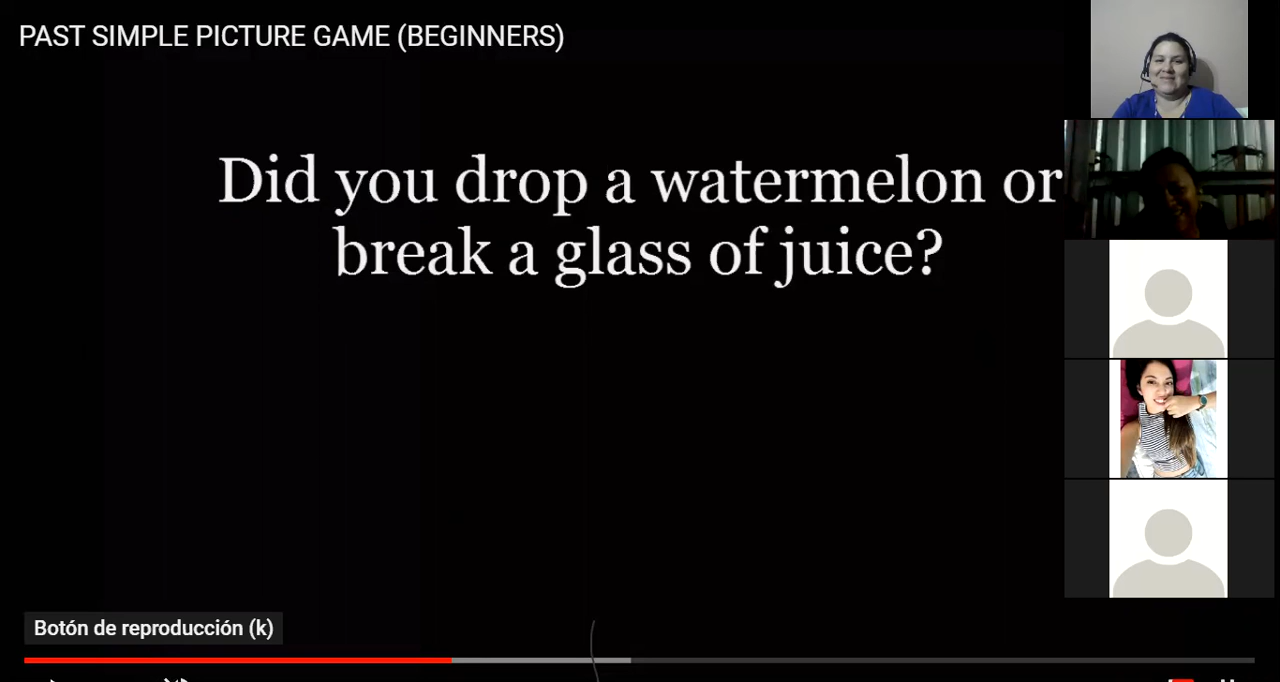 PAST SIMPLE PICTURE GAME (BEGINNERS)
Did you drop a watermelon or
break a glass of juice?
Botón de reproducción (k)